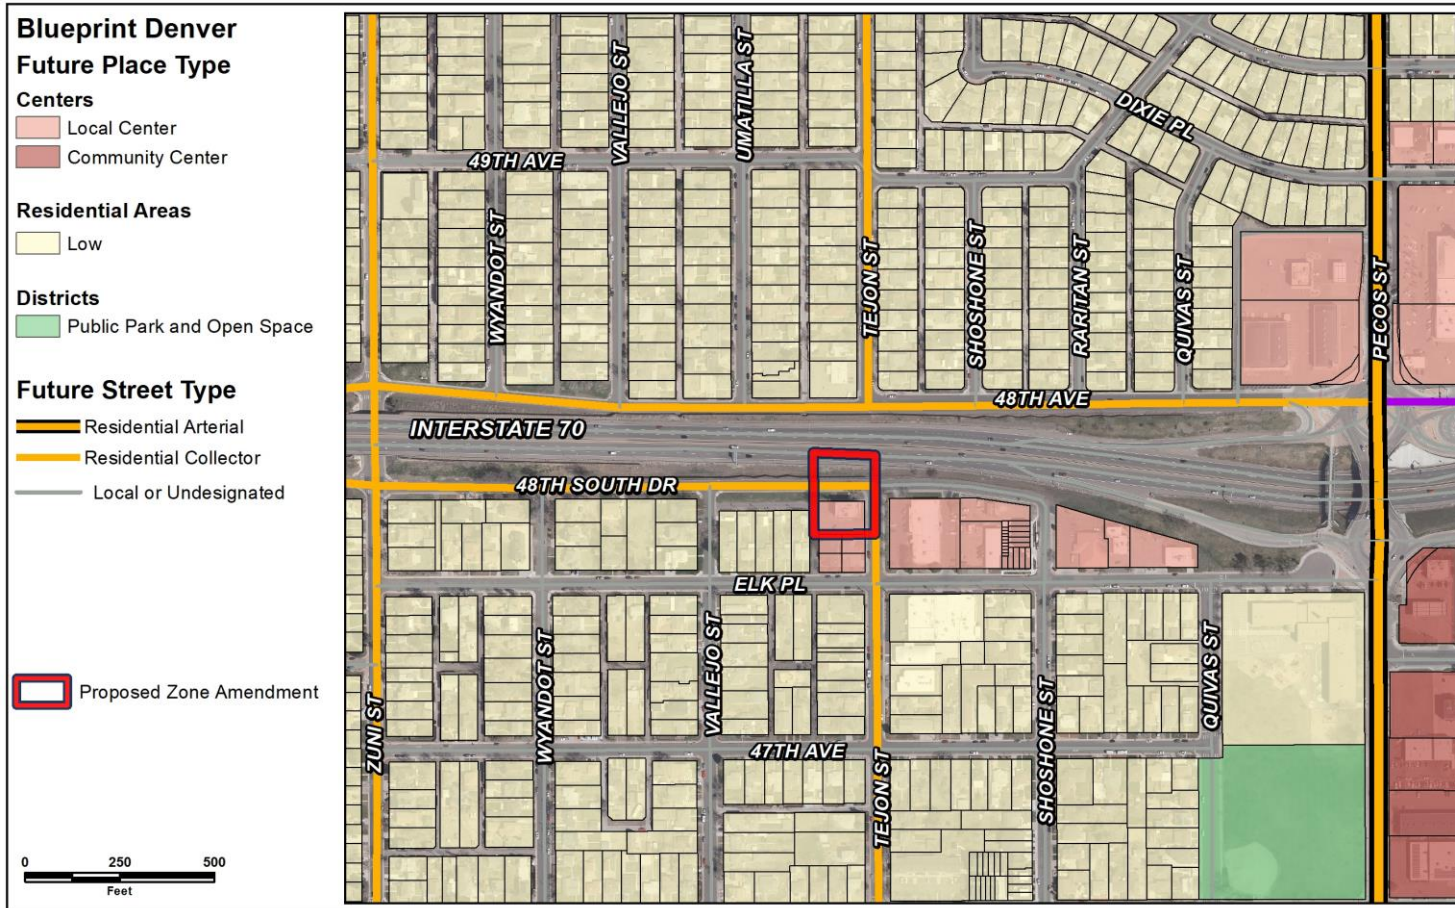 Blueprint Denver
Future Place Type
Centers
Local Center
Community Center
Residential Areas
Low
Districts
Public Park and Open Space
Future Street Type
Residential Arterial
Residential Collector
Local or Undesignated
Proposed Zone Amendment
0 250 500
Feet
VALLEJO ST
UMATILLA ST
DIXIE PL
49TH AVE
WYANDOT ST
TEJON ST
SHOSHONE ST
RARITAN ST
QUIVAS ST
PECOS ST
48TH AVE
INTERSTATE 70
48TH SOUTH DR
ELK PL
ZUNI ST
WYANDOT ST
VALLEJO ST
47TH AVE
TEJON ST
SHOSHONE ST
QUIVAS ST